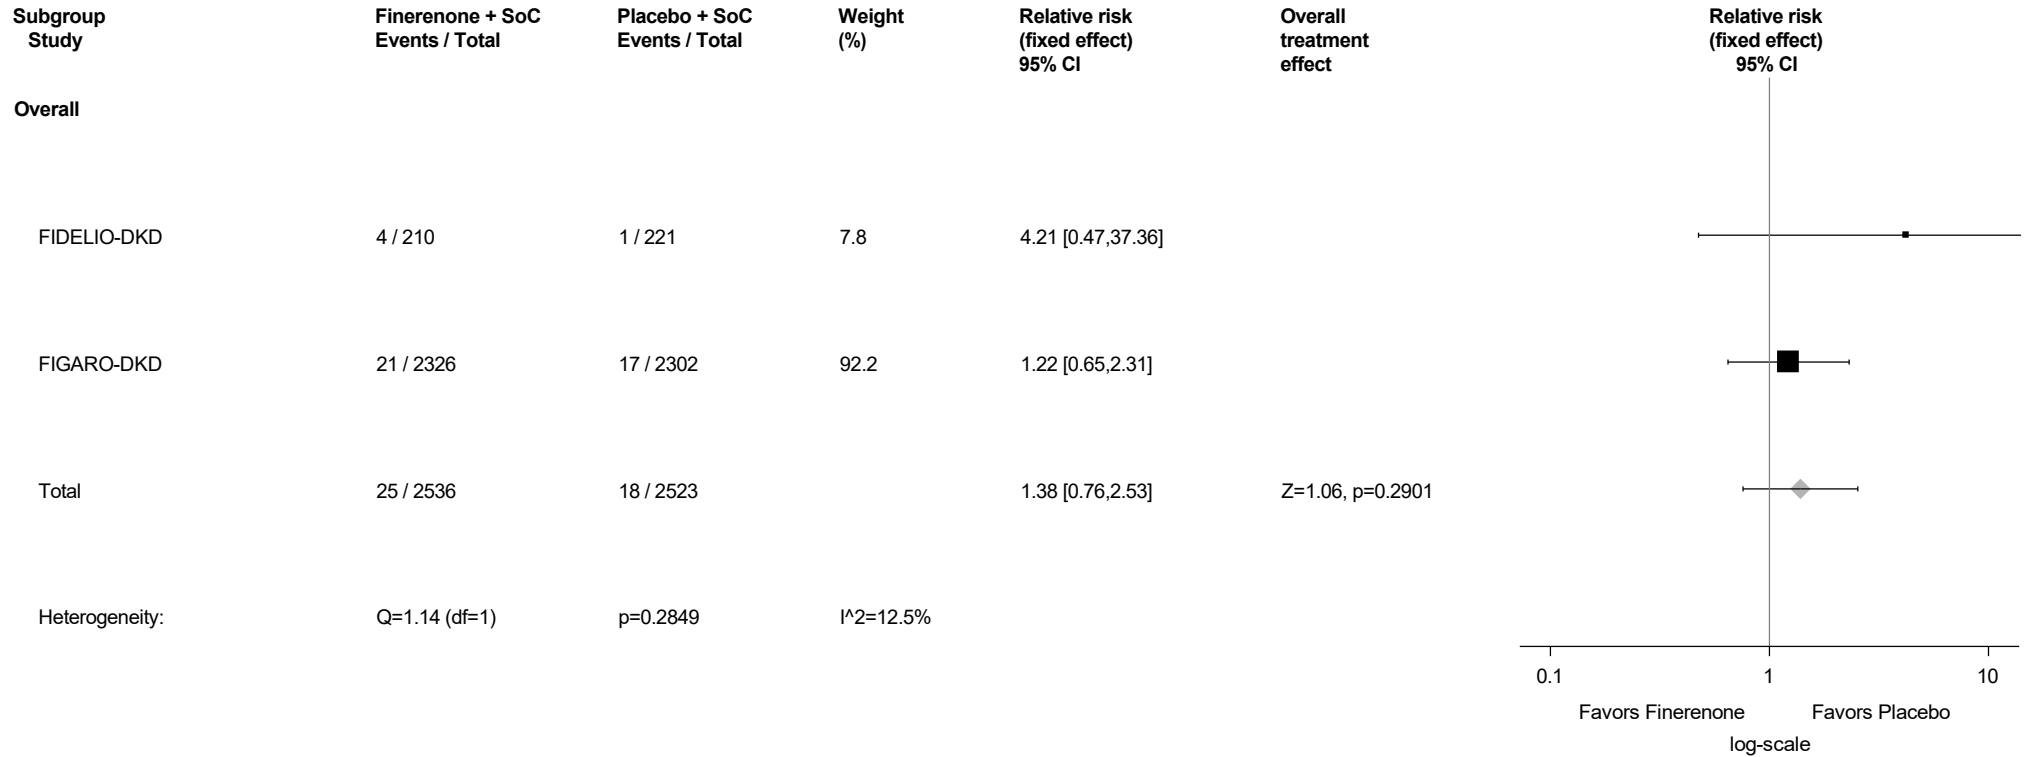 Subgroup Finerenone + SoC Placebo + SoC Weight Relative risk Overall Relative risk
Study Events / Total Events / Total (%) (fixed effect) treatment (fixed effect)
95% CI effect 95% CI
Overall
FIDELIO-DKD 4 / 210 1 / 221 7.8 4.21 [0.47,37.36]
FIGARO-DKD 21 / 2326 17 / 2302 92.2 1.22 [0.65,2.31]
Total 25 / 2536 18 / 2523 1.38 [0.76,2.53] Z=1.06, p=0.2901
Heterogeneity: Q=1.14 (df=1) p=0.2849 I^2=12.5%
0.1 1 10
Favors Finerenone Favors Placebo
log-scale